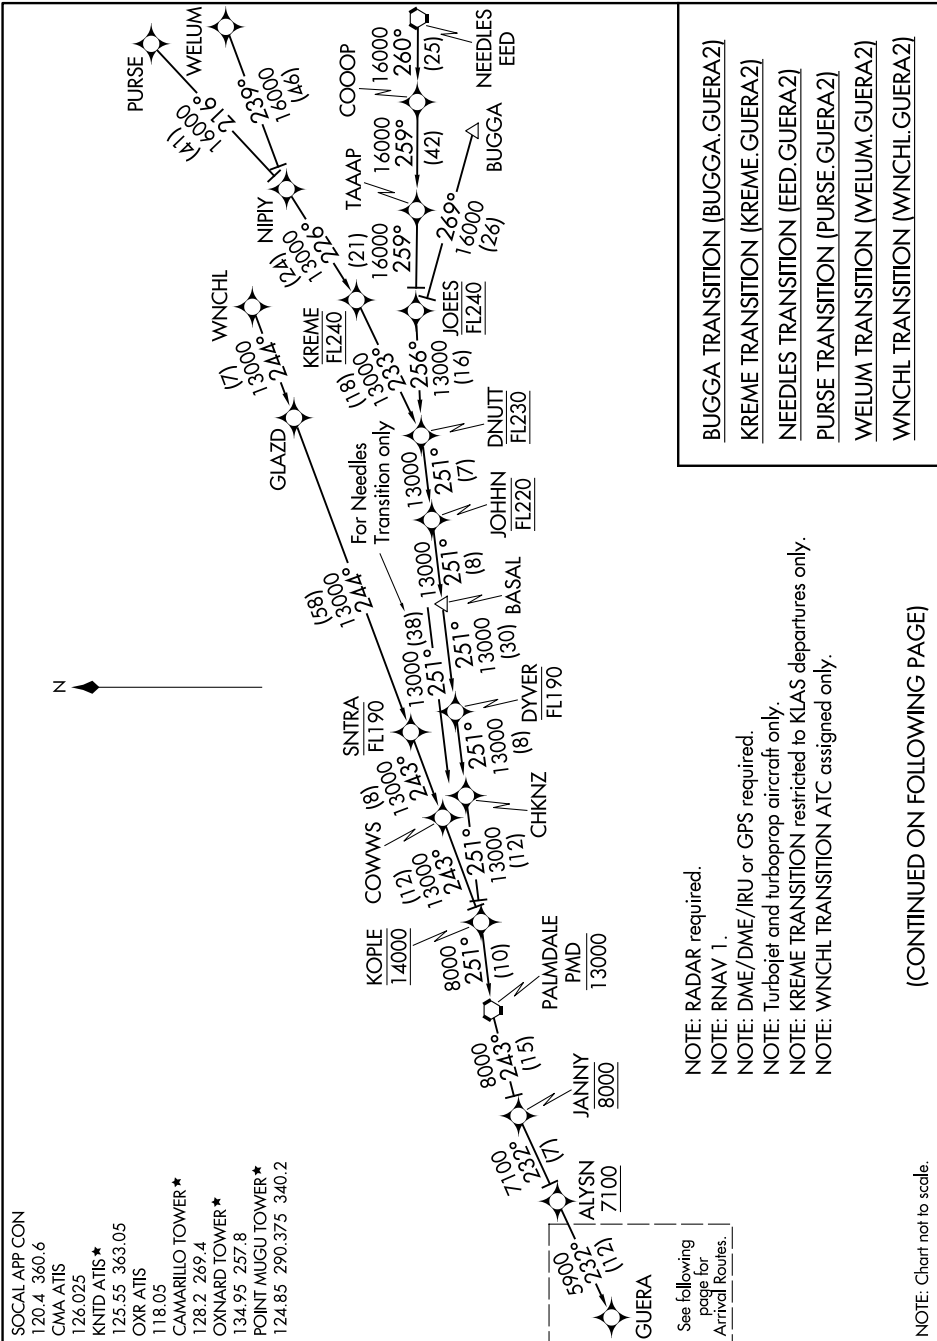 SOCAL APP CON
120.4 360.6
CMA ATIS
126.025
KNTD ATIS★
125.55 363.05
OXR ATIS
118.05
CAMARILLO TOWER★
128.2 269.4
OXNARD TOWER★
134.95 257.8
POINT MUGU TOWER★
124.85 290.375 340.2
N
PURSE
16000
216°
(41)
WELUM
239°
16000
(46)
NIPIY
13000
226°
(24)
KREME
FL240
(18)
13000
233°
NEEDLES
EED
16000
260°
(25)
COOOP
16000
259°
(42)
TAAAP
(21)
16000
259°
BUGGA
269°
16000
(26)
JOEES
FL240
256°
13000
(16)
DNUTT
FL230
13000
251°
(7)
JOHHN
FL220
13000
251°
(8)
BASAL
251°
13000
(30)
For Needles
Transition only
13000 (38)
251°
DYVER
FL190
251°
13000
(8)
CHKNZ
251°
13000
(12)
WNCHL
(7)
13000
244°
GLAZD
(58)
13000
244°
SNTRA
FL190
(8)
13000
243°
COWWS
(12)
13000
243°
KOPLE
14000
8000
251°
(10)
PALMDALE
PMD
13000
8000
243°
(15)
JANNY
8000
7100
232°
(7)
ALYSN
7100
5900
232°
(12)
GUERA
See following
page for
Arrival Routes.
BUGGA TRANSITION (BUGGA.GUERA2)
KREME TRANSITION (KREME.GUERA2)
NEEDLES TRANSITION (EED.GUERA2)
PURSE TRANSITION (PURSE.GUERA2)
WELUM TRANSITION (WELUM.GUERA2)
WNCHL TRANSITION (WNCHL.GUERA2)
NOTE: RADAR required.
NOTE: RNAV 1.
NOTE: DME/DME/IRU or GPS required.
NOTE: Turbojet and turboprop aircraft only.
NOTE: KREME TRANSITION restricted to KLAS departures only.
NOTE: WNCHL TRANSITION ATC assigned only.
(CONTINUED ON FOLLOWING PAGE)
NOTE: Chart not to scale.